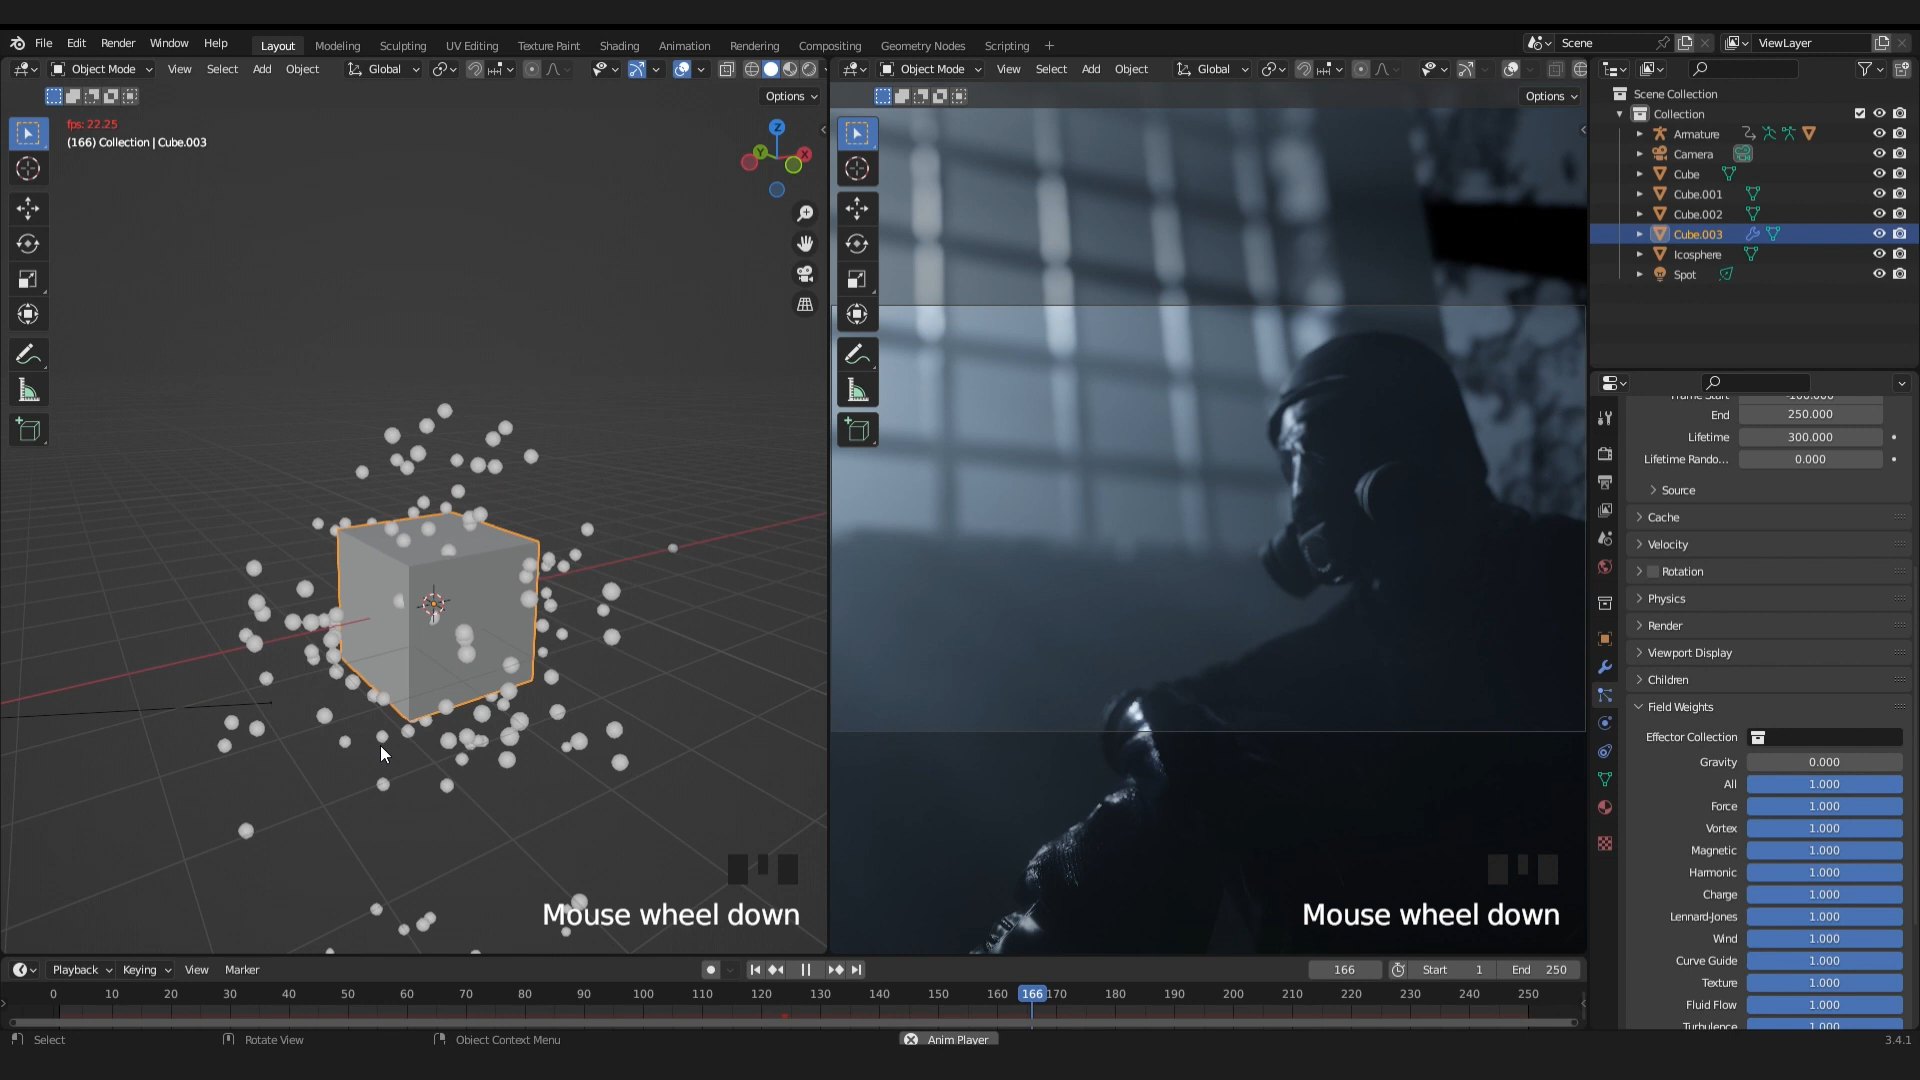 File Edit Render Window Help Layout Modeling Sculpting UV Editing Texture Paint Shading Animation Rendering Compositing Geometry Nodes Scripting + Scene ViewLayer
Object Mode View Select Add Object Global Object Mode View Select Add Object Global
Options Options
fps: 22.25
(166) Collection | Cube.003
Z
Y
X
Scene Collection
Collection
Armature
Camera
Cube
Cube.001
Cube.002
Cube.003
Icosphere
Spot
End 250.000
Lifetime 300.000
Lifetime Rando... 0.000
Source
Cache
Velocity
Rotation
Physics
Render
Viewport Display
Children
Field Weights
Effector Collection
Gravity 0.000
All 1.000
Force 1.000
Vortex 1.000
Magnetic 1.000
Harmonic 1.000
Charge 1.000
Lennard-Jones 1.000
Wind 1.000
Curve Guide 1.000
Texture 1.000
Fluid Flow 1.000
Turbulence 1.000
Mouse wheel down Mouse wheel down
Playback Keying View Marker 166 Start 1 End 250
0 10 20 30 40 50 60 70 80 90 100 110 120 130 140 150 160 166 170 180 190 200 210 220 230 240 250
Select Rotate View Object Context Menu Anim Player 3.4.1